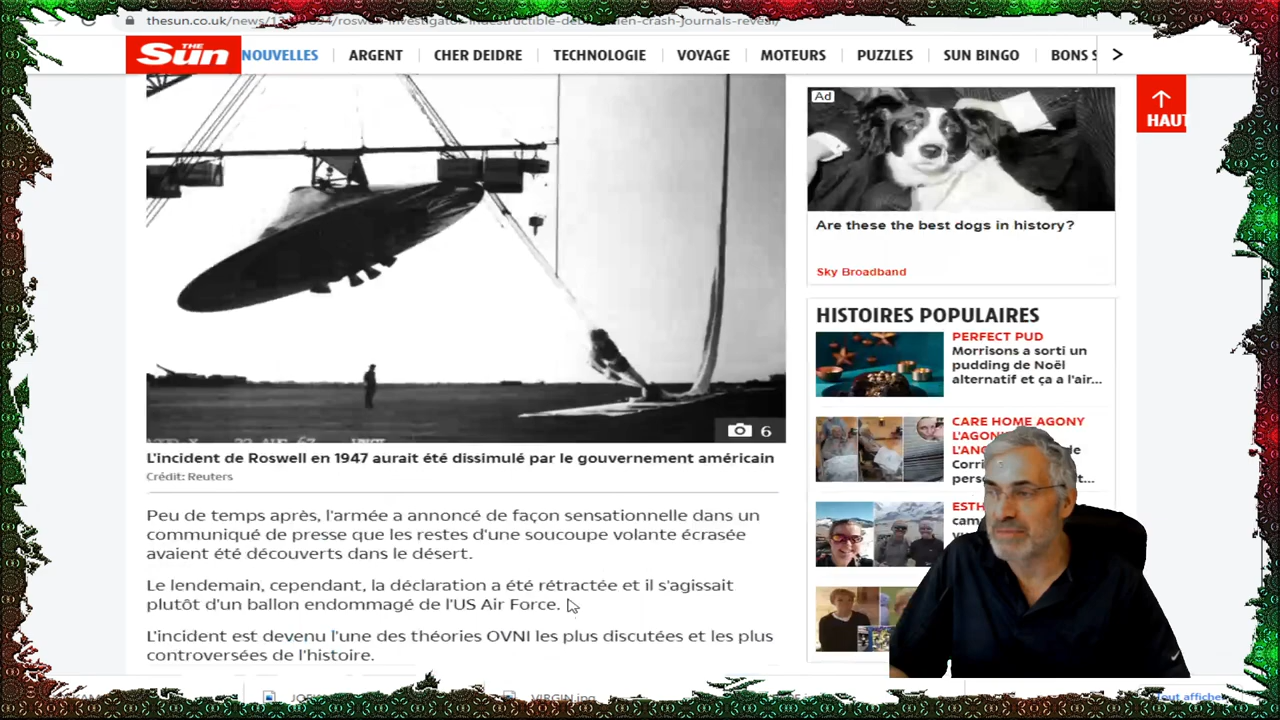 THE Sun
NOUVELLES
ARGENT
CHER DEIDRE
TECHNOLOGIE
VOYAGE
MOTEURS
PUZZLES
SUN BINGO
BONS
HAUT
6
L'incident de Roswell en 1947 aurait été dissimulé par le gouvernement américain
Crédit: Reuters
Peu de temps après, l'armée a annoncé de façon sensationnelle dans un
communiqué de presse que les restes d'une soucoupe volante écrasée
avaient été découverts dans le désert.
Le lendemain, cependant, la déclaration a été rétractée et il s'agissait
plutôt d'un ballon endommagé de l'US Air Force.
L'incident est devenu l'une des théories OVNI les plus discutées et les plus
controversées de l'histoire.
Ad
Are these the best dogs in history?
Sky Broadband
HISTOIRES POPULAIRES
PERFECT PUD
Morrisons a sorti un
pudding de Noël
alternatif et ça a l'air...
CARE HOME AGONY
VIRGIN.jpg